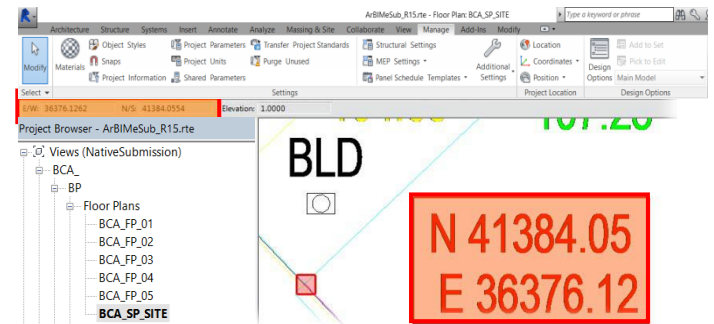 ArBIMeSub_R15.rte - Floor Plan: BCA_SP_SITE
Type a keyword or phrase
Architecture Structure Systems Insert Annotate Analyze Massing & Site Collaborate View Manage Add-Ins Modify
Modify
Materials
Object Styles
Snaps
Project Information
Project Parameters
Project Units
Shared Parameters
Transfer Project Standards
Purge Unused
Structural Settings
MEP Settings
Panel Schedule Templates
Additional
Settings
Location
Coordinates
Position
Design
Options
Add to Set
Pick to Edit
Main Model
Select
Settings
Project Location
Design Options
E/W: 36376.1262 N/S: 41384.0554 Elevation: 1.0000
Project Browser - ArBIMeSub_R15.rte
Views (NativeSubmission)
BCA_
BP
Floor Plans
BCA_FP_01
BCA_FP_02
BCA_FP_03
BCA_FP_04
BCA_FP_05
BCA_SP_SITE
BLD
N 41384.05
E 36376.12